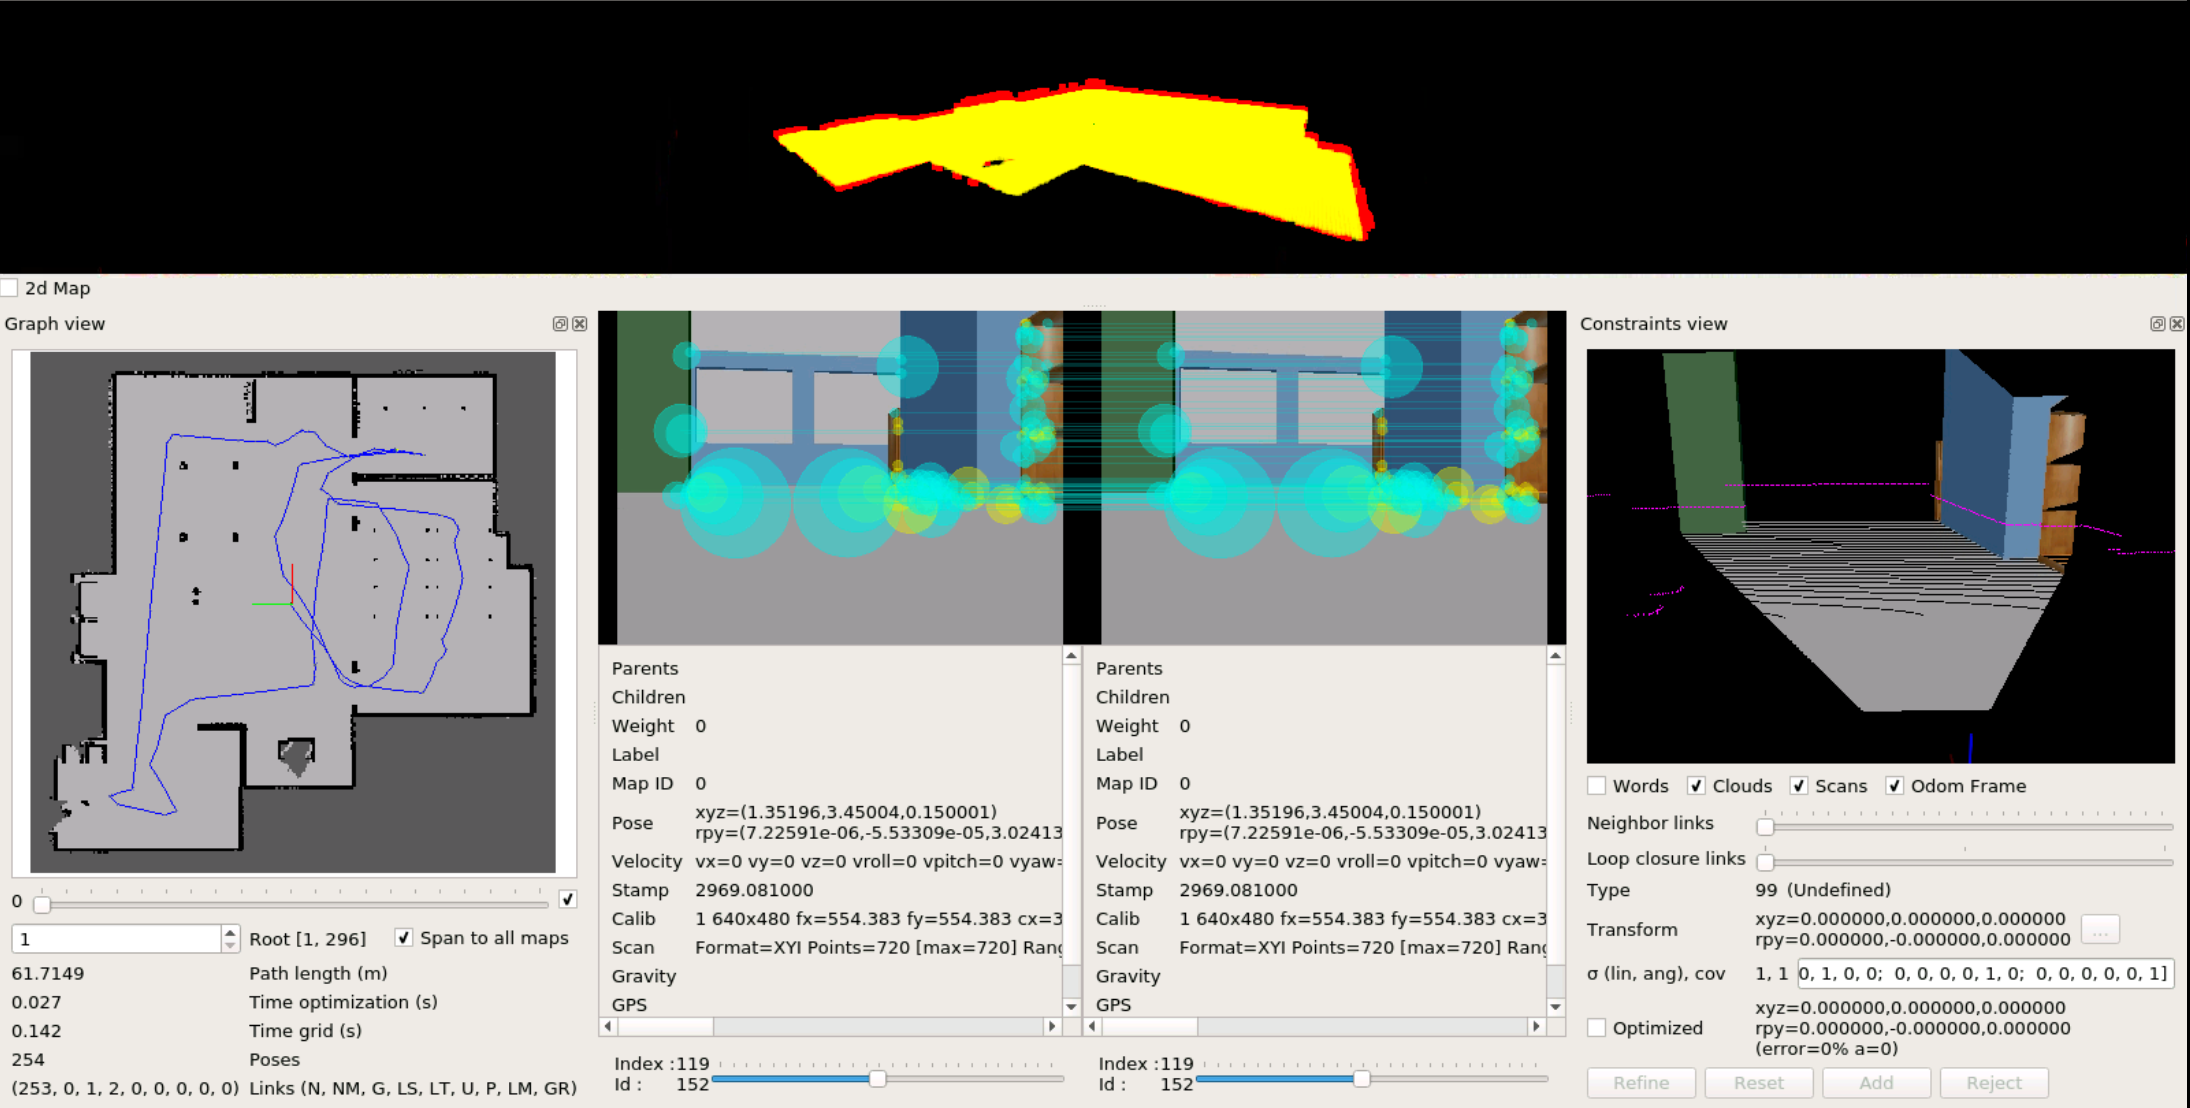 2d Map
Graph view
0
1
Root [1, 296]
Span to all maps
61.7149 Path length (m)
0.027 Time optimization (s)
0.142 Time grid (s)
254 Poses
(253, 0, 1, 2, 0, 0, 0, 0, 0) Links (N, NM, G, LS, LT, U, P, LM, GR)
Parents
Children
Weight 0
Label
Map ID 0
Pose xyz=(1.35196,3.45004,0.150001)
rpy=(7.22591e-06,-5.53309e-05,3.02413
Velocity vx=0 vy=0 vz=0 vroll=0 vpitch=0 vyaw=
Stamp 2969.081000
Calib 1 640x480 fx=554.383 fy=554.383 cx=3
Scan Format=XYI Points=720 [max=720] Rang
Gravity
GPS
Index :119
Id : 152
Parents
Children
Weight 0
Label
Map ID 0
Pose xyz=(1.35196,3.45004,0.150001)
rpy=(7.22591e-06,-5.53309e-05,3.02413
Velocity vx=0 vy=0 vz=0 vroll=0 vpitch=0 vyaw=
Stamp 2969.081000
Calib 1 640x480 fx=554.383 fy=554.383 cx=3
Scan Format=XYI Points=720 [max=720] Rang
Gravity
GPS
Index :119
Id : 152
Constraints view
Words Clouds Scans Odom Frame
Neighbor links
Loop closure links
Type 99 (Undefined)
Transform xyz=0.000000,0.000000,0.000000
rpy=0.000000,-0.000000,0.000000
...
σ (lin, ang), cov 1, 1 0, 1, 0, 0; 0, 0, 0, 0, 1, 0; 0, 0, 0, 0, 0, 1]
Optimized xyz=0.000000,0.000000,0.000000
rpy=0.000000,-0.000000,0.000000
(error=0% a=0)
Refine Reset Add Reject